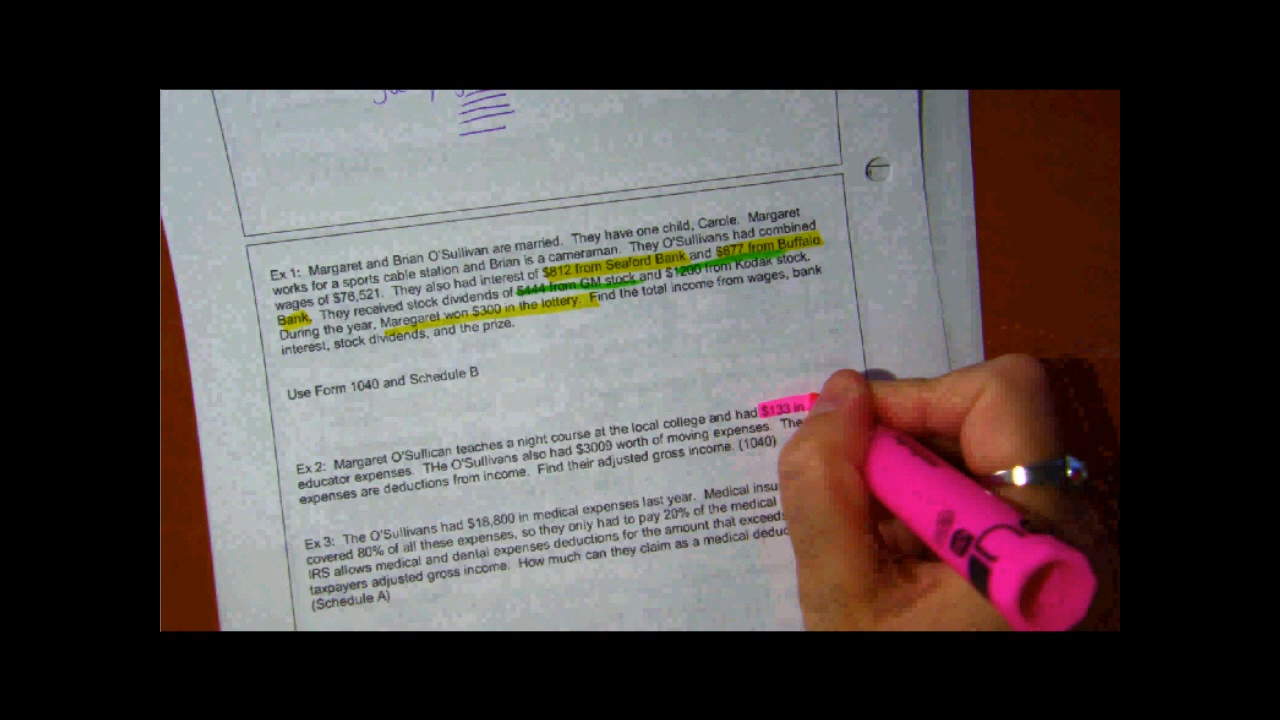 Ex 1: Margaret and Brian O'Sullivan are married. They have one child, Carole. Margaret
works for a sports cable station and Brian is a cameraman. They O'Sullivans had combined
wages of $76,521. They also had interest of $812 from Seaford Bank and $877 from Buffalo
Bank. They received stock dividends of $444 from GM stock and $1200 from Kodak stock.
During the year, Maregaret won $300 in the lottery. Find the total income from wages, bank
interest, stock dividends, and the prize.
Use Form 1040 and Schedule B
Ex 2: Margaret O'Sullican teaches a night course at the local college and had $133 in
educator expenses. THe O'Sullivans also had $3009 worth of moving expenses. The
expenses are deductions from income. Find their adjusted gross income. (1040)
Ex 3: The O'Sullivans had $18,800 in medical expenses last year. Medical insu
covered 80% of all these expenses, so they only had to pay 20% of the medical
IRS allows medical and dental expenses deductions for the amount that exceeds
taxpayers adjusted gross income. How much can they claim as a medical deduc
(Schedule A)